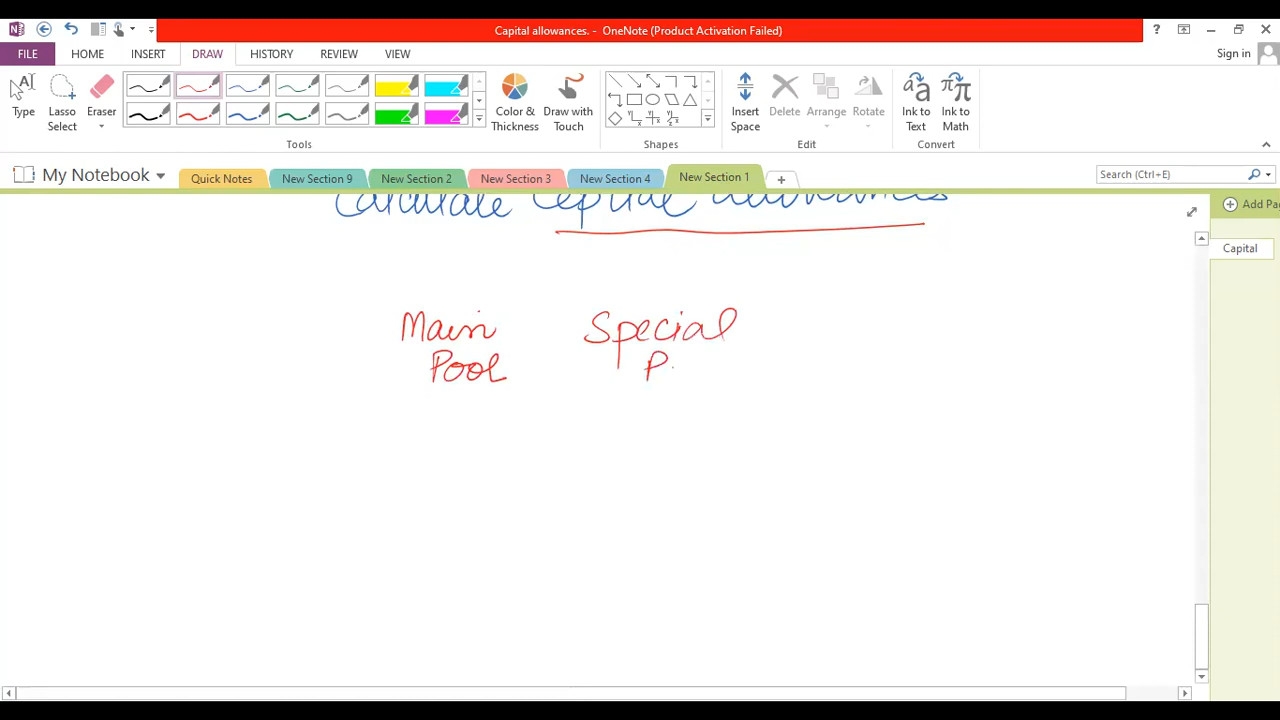 Capital allowances. - OneNote (Product Activation Failed)
FILE HOME INSERT DRAW HISTORY REVIEW VIEW Sign in
Type Lasso Select Eraser Color & Thickness Draw with Touch Insert Space Delete Arrange Rotate Ink to Text Ink to Math
Tools Shapes Edit Convert
My Notebook Quick Notes New Section 9 New Section 2 New Section 3 New Section 4 New Section 1 Search (Ctrl+E)
Add Pa
Calculate Capital allowances
Capital
Main Special
Pool P.